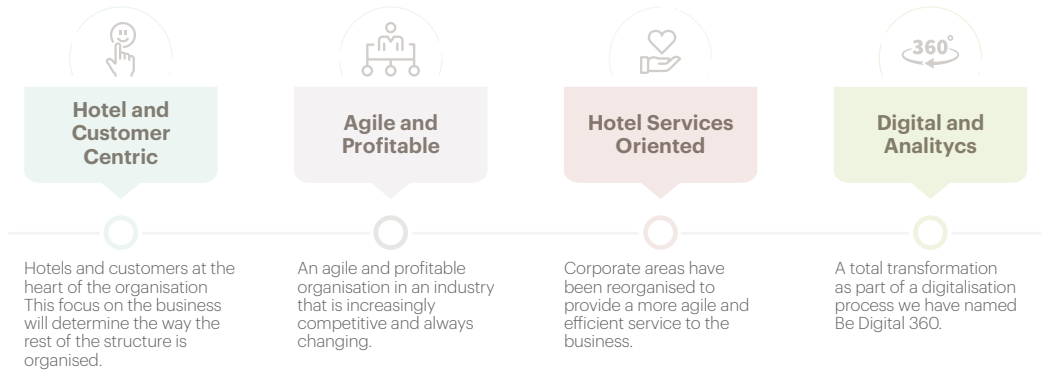 360°
Hotel and
Customer
Centric
Agile and
Profitable
Hotel Services
Oriented
Digital and
Analitycs
Hotels and customers at the
heart of the organisation
This focus on the business
will determine the way the
rest of the structure is
organised.
An agile and profitable
organisation in an industry
that is increasingly
competitive and always
changing.
Corporate areas have
been reorganised to
provide a more agile and
efficient service to the
business.
A total transformation
as part of a digitalisation
process we have named
Be Digital 360.